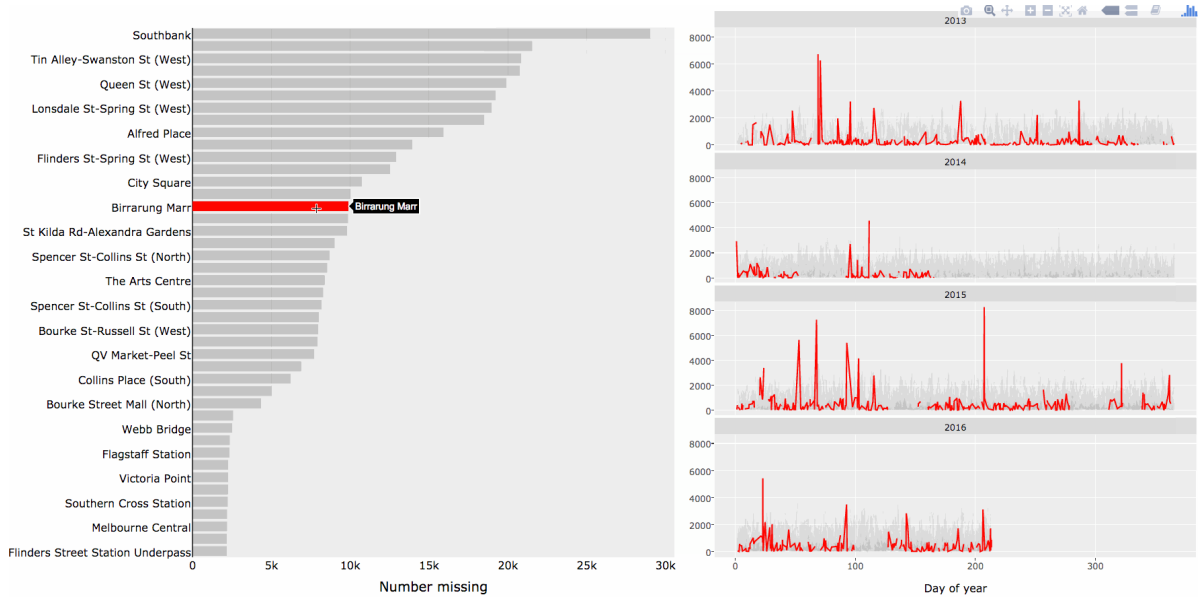 Southbank
Tin Alley-Swanston St (West)
Queen St (West)
Lonsdale St-Spring St (West)
Alfred Place
Flinders St-Spring St (West)
City Square
Birrarung Marr
Birrarung Marr
St Kilda Rd-Alexandra Gardens
Spencer St-Collins St (North)
The Arts Centre
Spencer St-Collins St (South)
Bourke St-Russell St (West)
QV Market-Peel St
Collins Place (South)
Bourke Street Mall (North)
Webb Bridge
Flagstaff Station
Victoria Point
Southern Cross Station
Melbourne Central
Flinders Street Station Underpass
0 5k 10k 15k 20k 25k 30k
Number missing
2013
8000
6000
4000
2000
0
2014
8000
6000
4000
2000
0
2015
8000
6000
4000
2000
0
2016
8000
6000
4000
2000
0
0 100 200 300
Day of year